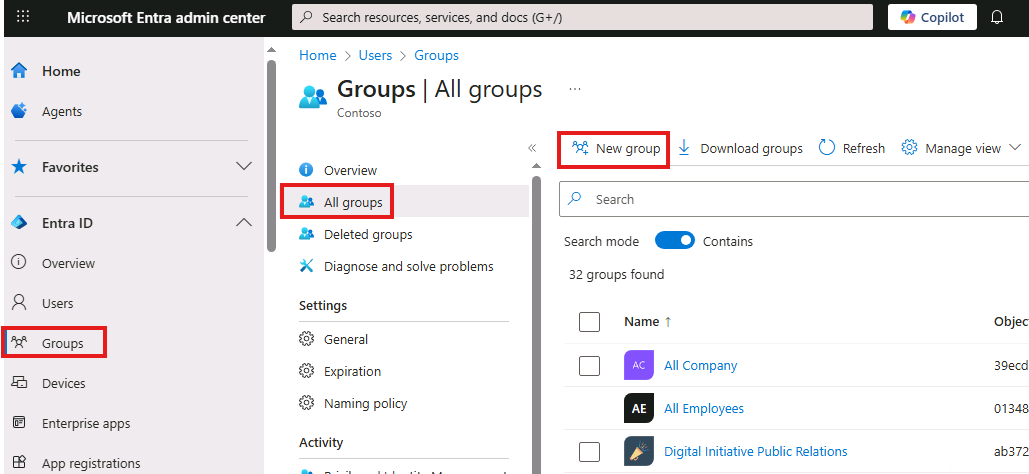 Microsoft Entra admin center
Search resources, services, and docs (G+/)
Copilot
Home
Agents
Favorites
Entra ID
Overview
Users
Groups
Devices
Enterprise apps
App registrations
Home > Users > Groups
Groups | All groups
...
Contoso
Overview
All groups
Deleted groups
Diagnose and solve problems
Settings
General
Expiration
Naming policy
Activity
New group
Download groups
Refresh
Manage view
Search
Search mode
Contains
32 groups found
Name ↑
Objec
AC
All Company
39ecd
AE
All Employees
01348
Digital Initiative Public Relations
ab372